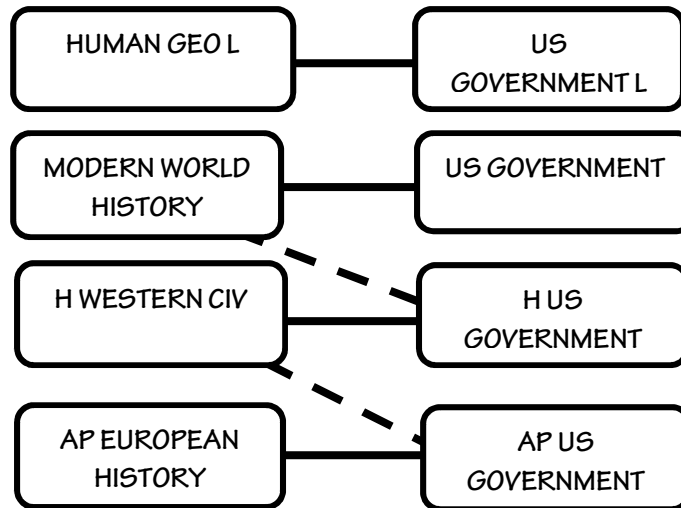 HUMAN GEO L
US
GOVERNMENT L
MODERN WORLD
HISTORY
US GOVERNMENT
H WESTERN CIV
H US
GOVERNMENT
AP EUROPEAN
HISTORY
AP US
GOVERNMENT